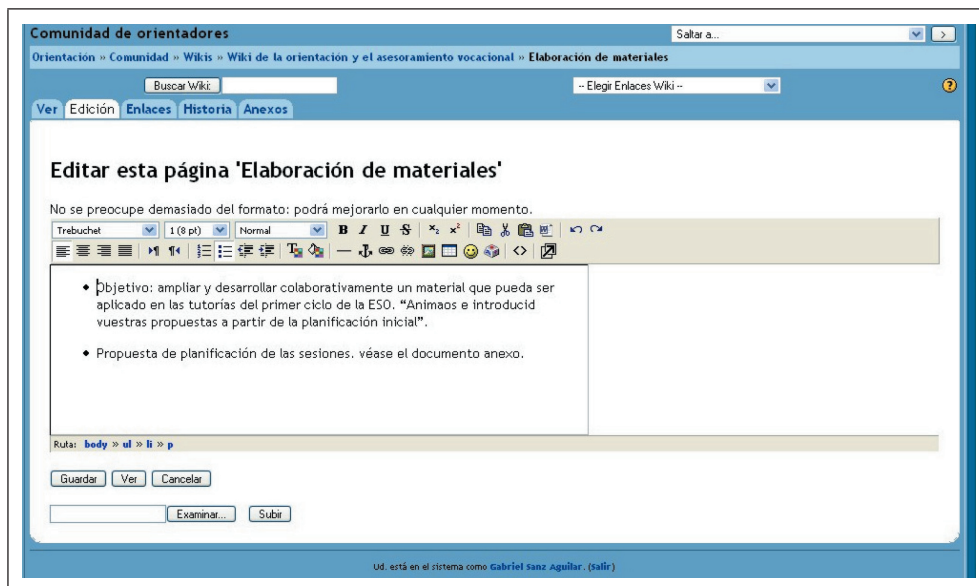 Comunidad de orientadores
Saltar a...
>
Orientación » Comunidad » Wikis » Wiki de la orientación y el asesoramiento vocacional » Elaboración de materiales
Buscar Wiki:
-- Elegir Enlaces Wiki --
?
Ver Edición Enlaces Historia Anexos
Editar esta página 'Elaboración de materiales'
No se preocupe demasiado del formato: podrá mejorarlo en cualquier momento.
Trebuchet 1 (8 pt) Normal B I U S x₂ x²
• Objetivo: ampliar y desarrollar colaborativamente un material que pueda ser
aplicado en las tutorías del primer ciclo de la ESO. “Animaos e introducid
vuestras propuestas a partir de la planificación inicial”.
• Propuesta de planificación de las sesiones. véase el documento anexo.
Ruta: body » ul » li » p
Guardar Ver Cancelar
Examinar... Subir
Ud. está en el sistema como Gabriel Sanz Aguilar. (Salir)